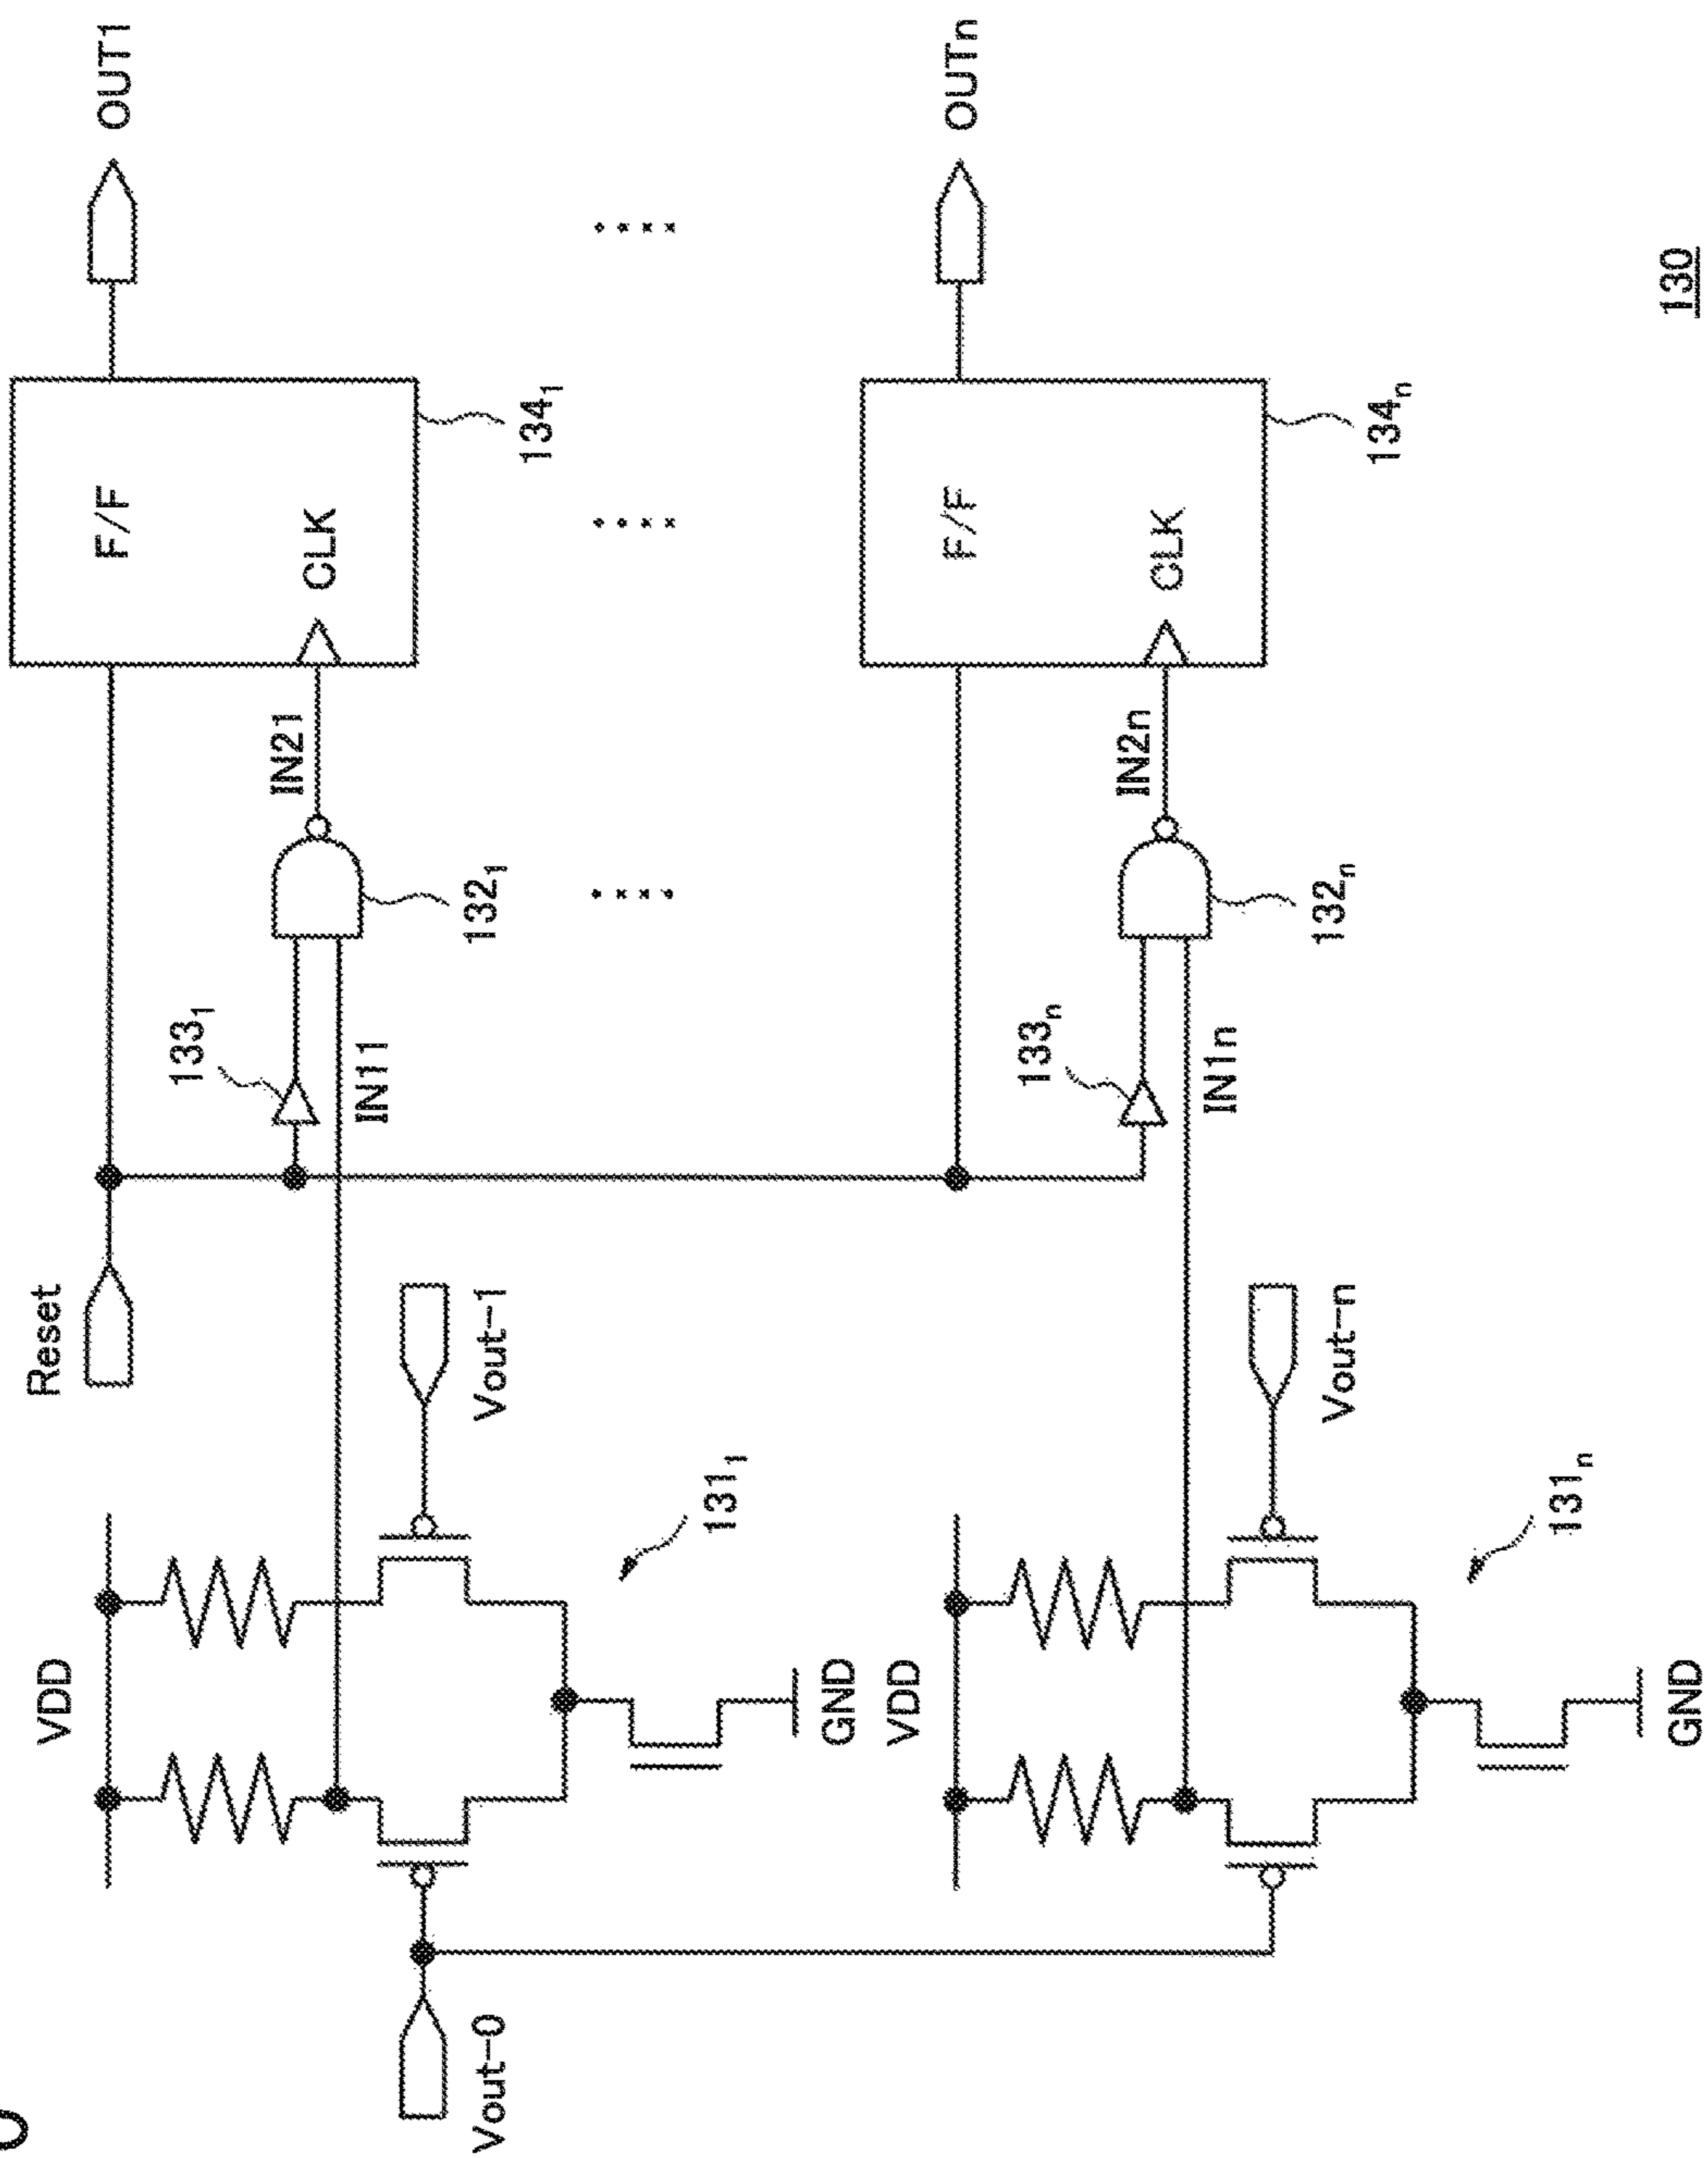 Reset
OUT1
VDD
F/F
133₁
IN21
CLK
IN11
132₁
134₁
Vout-0
Vout-1
131₁
GND
VDD
F/F
OUTn
133ₙ
IN2n
CLK
IN1n
132ₙ
134ₙ
Vout-n
131ₙ
GND
130